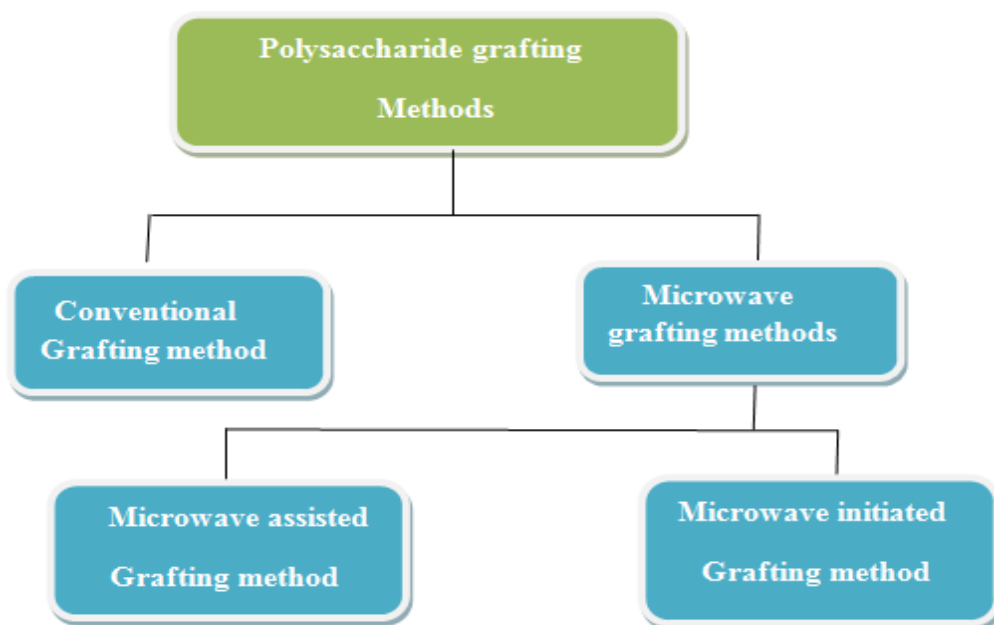 Polysaccharide grafting
Methods
Conventional
Grafting method
Microwave
grafting methods
Microwave assisted
Grafting method
Microwave initiated
Grafting method